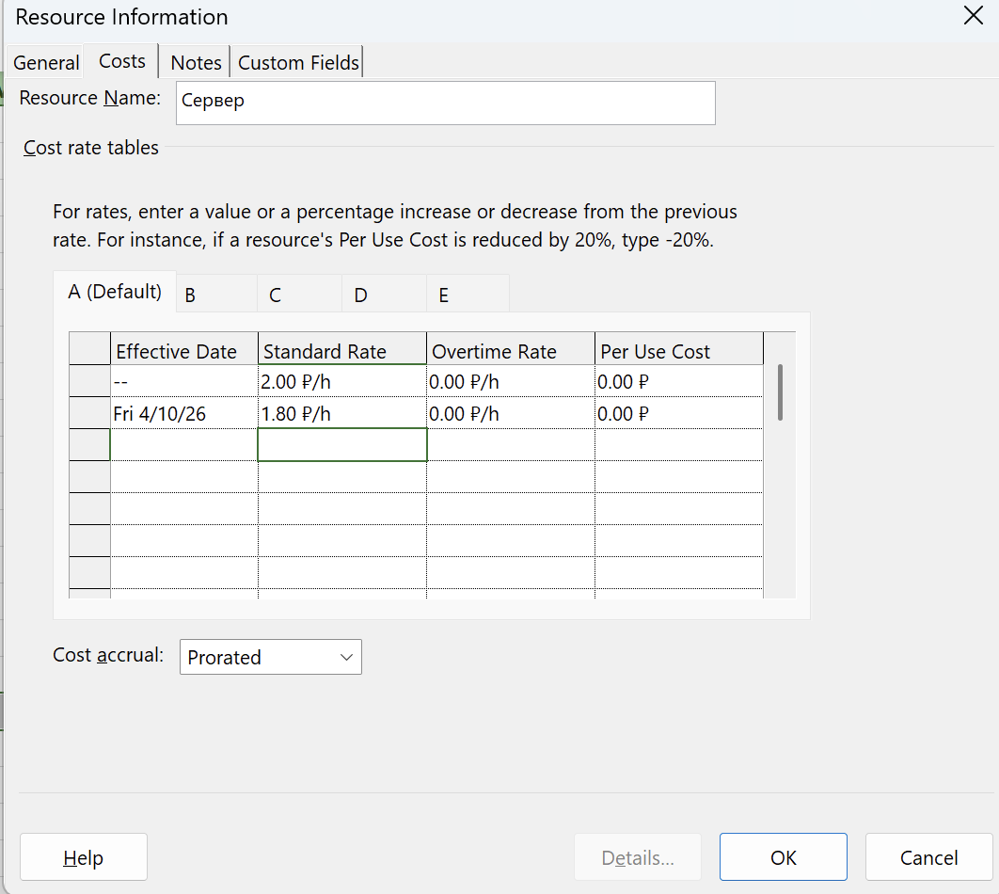 Resource Information
General Costs Notes Custom Fields
Resource Name: Сервер
Cost rate tables
For rates, enter a value or a percentage increase or decrease from the previous
rate. For instance, if a resource's Per Use Cost is reduced by 20%, type -20%.
A (Default) B C D E
Effective Date Standard Rate Overtime Rate Per Use Cost
-- 2.00 ₽/h 0.00 ₽/h 0.00 ₽
Fri 4/10/26 1.80 ₽/h 0.00 ₽/h 0.00 ₽
Cost accrual: Prorated
Help Details... OK Cancel